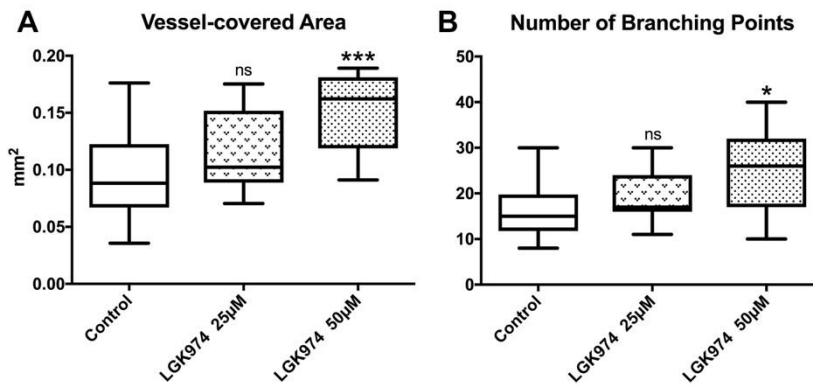 A
Vessel-covered Area
mm²
0.20
0.15
0.10
0.05
0.00
ns
***
Control
LGK974 25µM
LGK974 50µM
B
Number of Branching Points
50
40
30
20
10
0
ns
*
Control
LGK974 25µM
LGK974 50µM